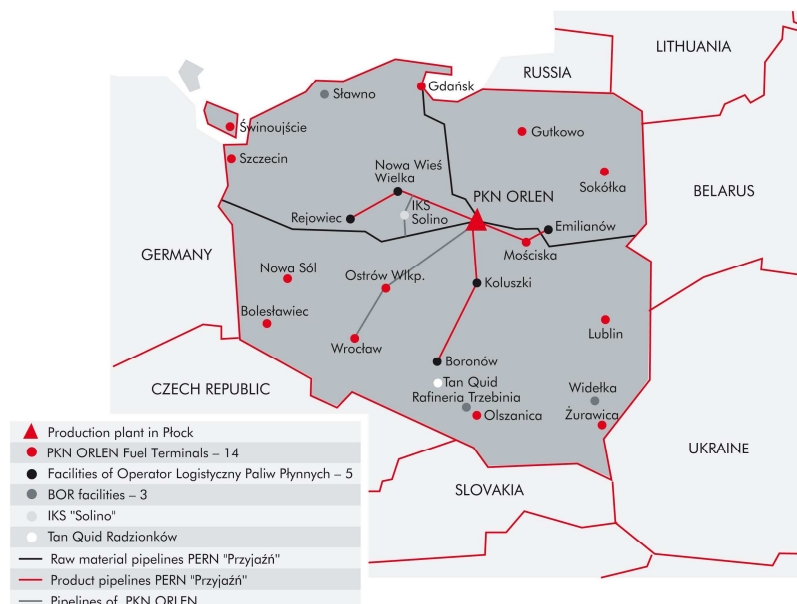 LITHUANIA
RUSSIA
Sławno
Gdańsk
Świnoujście
Gutkowo
Szczecin
Nowa Wieś
Wielka
Sokółka
PKN ORLEN
BELARUS
IKS
Solino
Rejowiec
Emilianów
Mościska
GERMANY
Nowa Sól
Ostrów Wlkp.
Koluszki
Bolesławiec
Lublin
Wrocław
Boronów
CZECH REPUBLIC
Tan Quid
Rafineria Trzebinia
Widełka
Olszanica
Żurawica
UKRAINE
SLOVAKIA
Production plant in Płock
PKN ORLEN Fuel Terminals – 14
Facilities of Operator Logistyczny Paliw Płynnych – 5
BOR facilities – 3
IKS "Solino"
Tan Quid Radzionków
Raw material pipelines PERN "Przyjaźń"
Product pipelines PERN "Przyjaźń"
Pipelines of PKN ORLEN